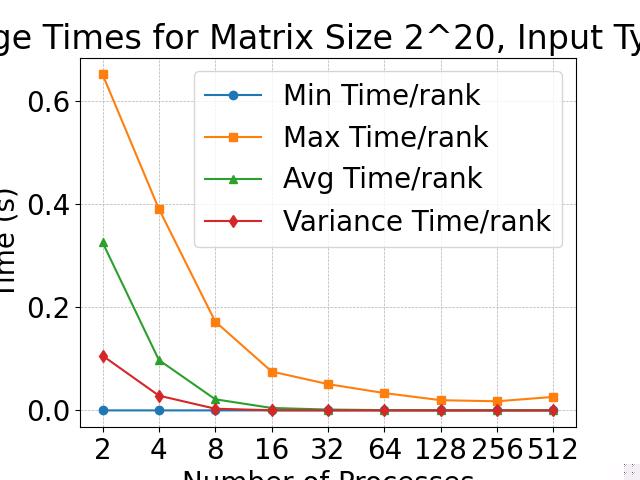 ge Times for Matrix Size 2^20, Input Ty
Min Time/rank
Max Time/rank
Avg Time/rank
Variance Time/rank
Time (s)
0.6
0.4
0.2
0.0
2 4 8 16 32 64 128 256 512
Number of Processes